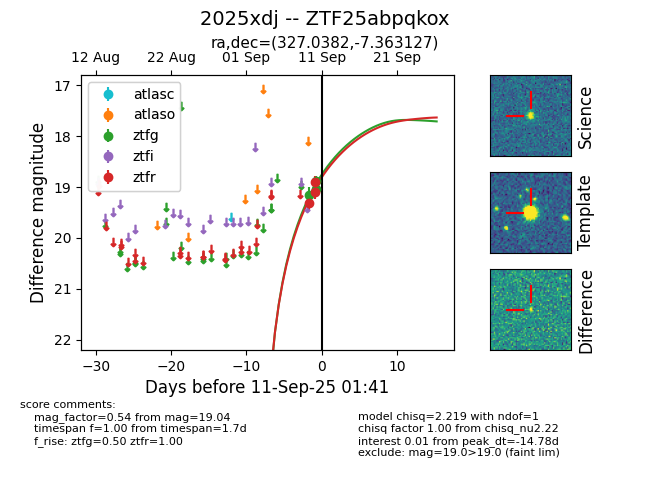 2025xdj -- ZTF25abpqkox
ra,dec=(327.0382,-7.363127)
12 Aug 22 Aug 01 Sep 11 Sep 21 Sep
17
18
19
20
21
22
Difference magnitude
atlasc
atlaso
ztfg
ztfi
ztfr
−30 −20 −10 0 10
Days before 11-Sep-25 01:41
Science
Template
Difference
score comments:
mag_factor=0.54 from mag=19.04
timespan f=1.00 from timespan=1.7d
f_rise: ztfg=0.50 ztfr=1.00
model chisq=2.219 with ndof=1
chisq factor 1.00 from chisq_nu2.22
interest 0.01 from peak_dt=-14.78d
exclude: mag=19.0>19.0 (faint lim)